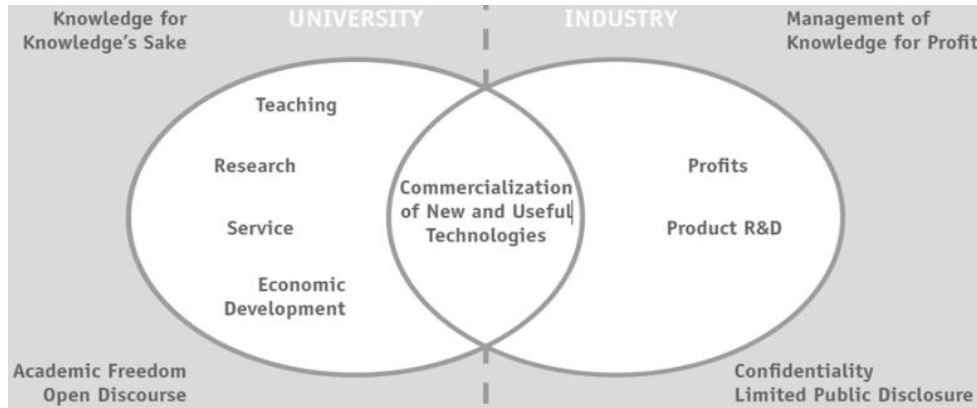 Knowledge for
Knowledge's Sake
UNIVERSITY
INDUSTRY
Management of
Knowledge for Profit
Teaching
Research
Service
Economic
Development
Commercialization
of New and Useful
Technologies
Profits
Product R&D
Academic Freedom
Open Discourse
Confidentiality
Limited Public Disclosure